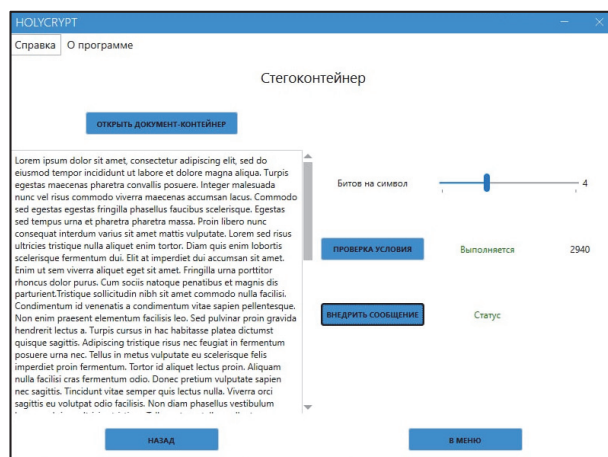 HOLYCRYPT
Справка О программе
Стегоконтейнер
ОТКРЫТЬ ДОКУМЕНТ-КОНТЕЙНЕР
Lorem ipsum dolor sit amet, consectetur adipiscing elit, sed do
eiusmod tempor incididunt ut labore et dolore magna aliqua. Turpis
egestas maecenas pharetra convallis posuere. Integer malesuada
nunc vel risus commodo viverra maecenas accumsan lacus. Commodo
sed egestas egestas fringilla phasellus faucibus scelerisque. Egestas
sed tempus urna et pharetra pharetra massa. Proin libero nunc
consequat interdum varius sit amet mattis vulputate. Lorem sed risus
ultricies tristique nulla aliquet enim tortor. Diam quis enim lobortis
scelerisque fermentum dui. Elit at imperdiet dui accumsan sit amet.
Enim ut sem viverra aliquet eget sit amet. Fringilla urna porttitor
rhoncus dolor purus. Cum sociis natoque penatibus et magnis dis
parturient.Tristique sollicitudin nibh sit amet commodo nulla facilisi.
Condimentum id venenatis a condimentum vitae sapien pellentesque.
Non enim praesent elementum facilisis leo. Sed pulvinar proin gravida
hendrerit lectus a. Turpis cursus in hac habitasse platea dictumst
quisque sagittis. Adipiscing tristique risus nec feugiat in fermentum
posuere urna nec. Tellus in metus vulputate eu scelerisque felis
imperdiet proin fermentum. Tortor id aliquet lectus proin. Aliquam
nulla facilisi cras fermentum odio. Donec pretium vulputate sapien
nec sagittis. Tincidunt vitae semper quis lectus nulla. Viverra orci
sagittis eu volutpat odio facilisis. Non diam phasellus vestibulum
Битов на символ 4
ПРОВЕРКА УСЛОВИЯ Выполняется 2940
ВНЕДРИТЬ СООБЩЕНИЕ Статус
НАЗАД В МЕНЮ